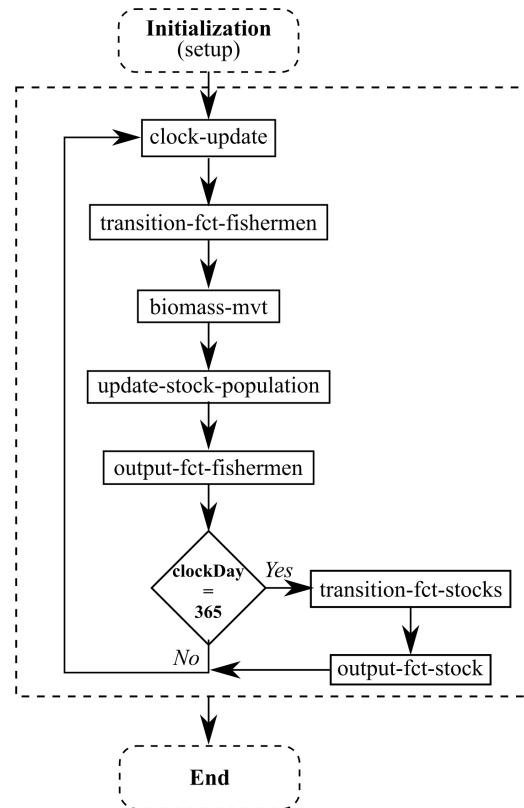 Initialization
(setup)
clock-update
transition-fct-fishermen
biomass-mvt
update-stock-population
output-fct-fishermen
clockDay
=
365
Yes
transition-fct-stocks
No
output-fct-stock
End